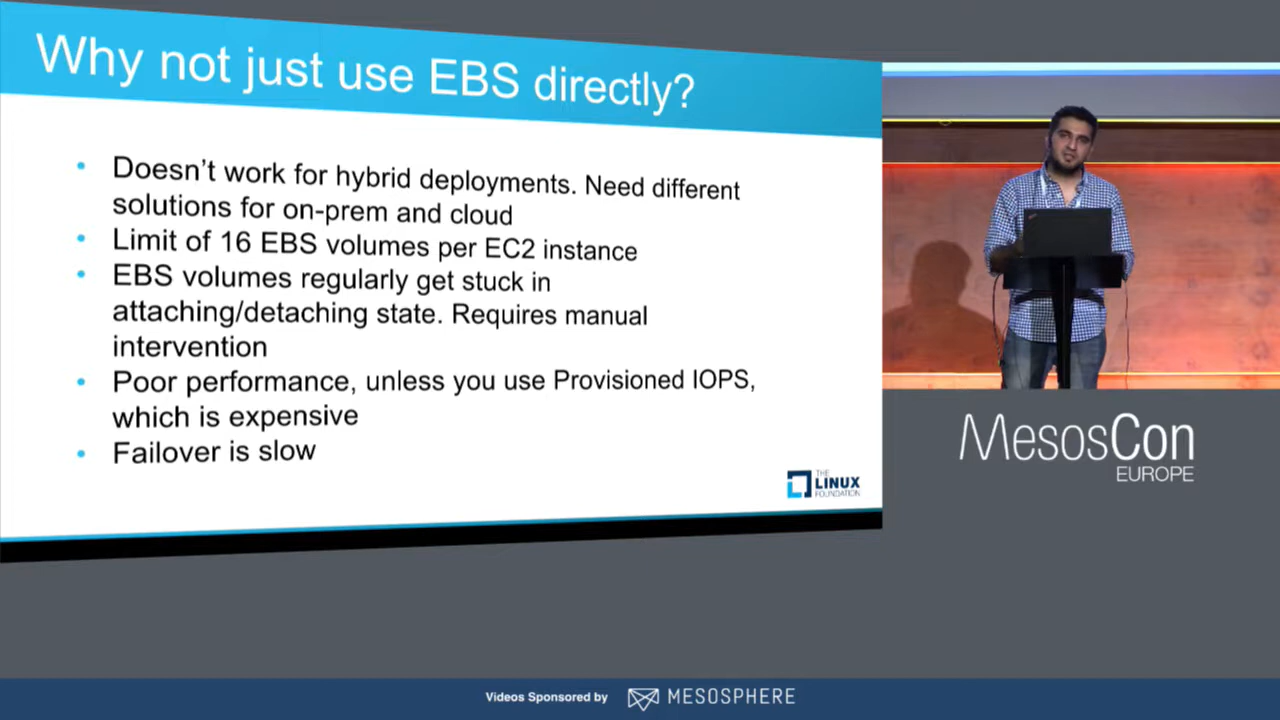 Why not just use EBS directly?
Doesn't work for hybrid deployments. Need different
solutions for on-prem and cloud
Limit of 16 EBS volumes per EC2 instance
EBS volumes regularly get stuck in
attaching/detaching state. Requires manual
intervention
Poor performance, unless you use Provisioned IOPS,
which is expensive
Failover is slow
THE
LINUX
FOUNDATION
MesosCon
EUROPE
Videos Sponsored by MESOSPHERE